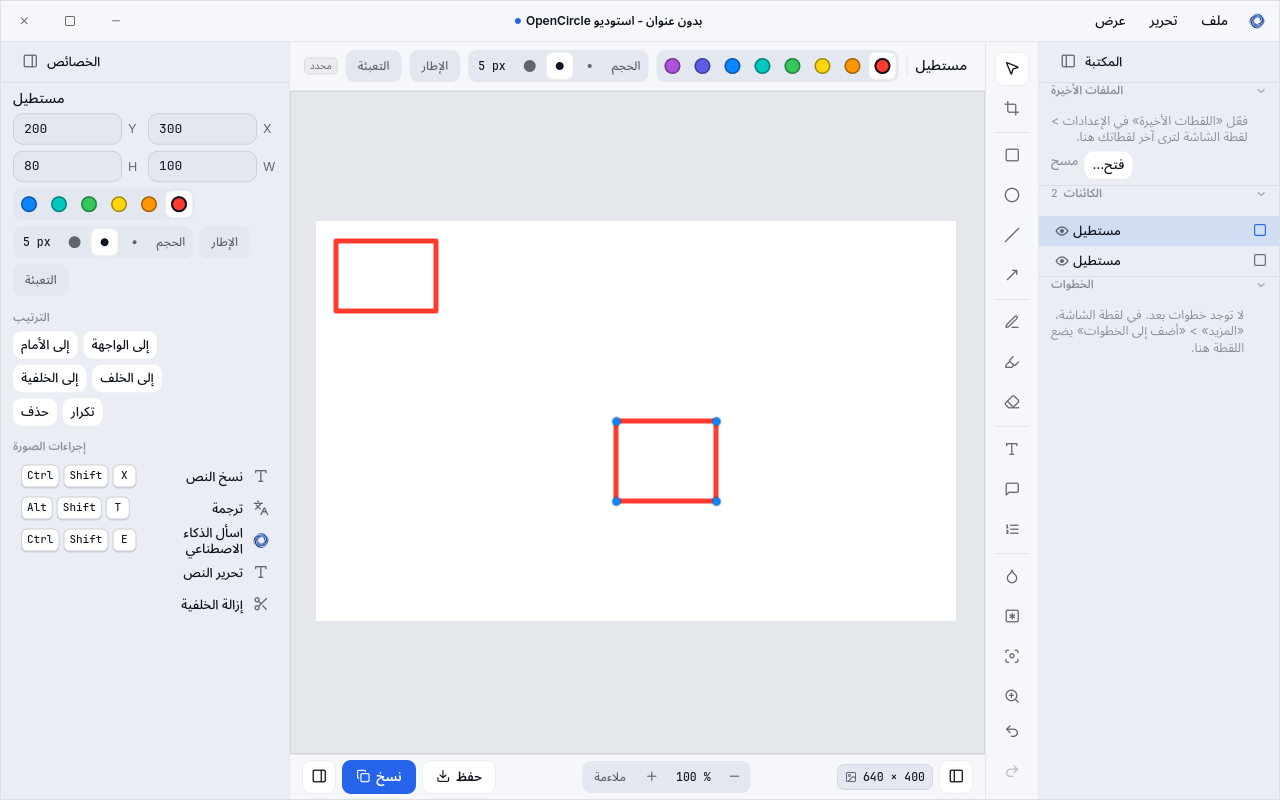 ملف
تحرير
عرض
بدون عنوان - استوديو OpenCircle
المكتبة
الملفات الأخيرة
فعّل «اللقطات الأخيرة» في الإعدادات >
لقطة الشاشة لترى آخر لقطاتك هنا.
فتح...
مسح
الكائنات 2
مستطيل
مستطيل
الخطوات
لا توجد خطوات بعد. في لقطة الشاشة،
«المزيد» > «أضف إلى الخطوات» يضع
اللقطة هنا.
مستطيل
الحجم
5 px
الإطار
التعبئة
محدد
640 × 400
100 %
ملاءمة
حفظ
نسخ
الخصائص
مستطيل
X 300
Y 200
W 100
H 80
الإطار
الحجم
5 px
التعبئة
الترتيب
إلى الواجهة
إلى الأمام
إلى الخلف
إلى الخلفية
تكرار
حذف
إجراءات الصورة
نسخ النص
Ctrl Shift X
ترجمة
Alt Shift T
اسأل الذكاء
الاصطناعي
Ctrl Shift E
تحرير النص
إزالة الخلفية